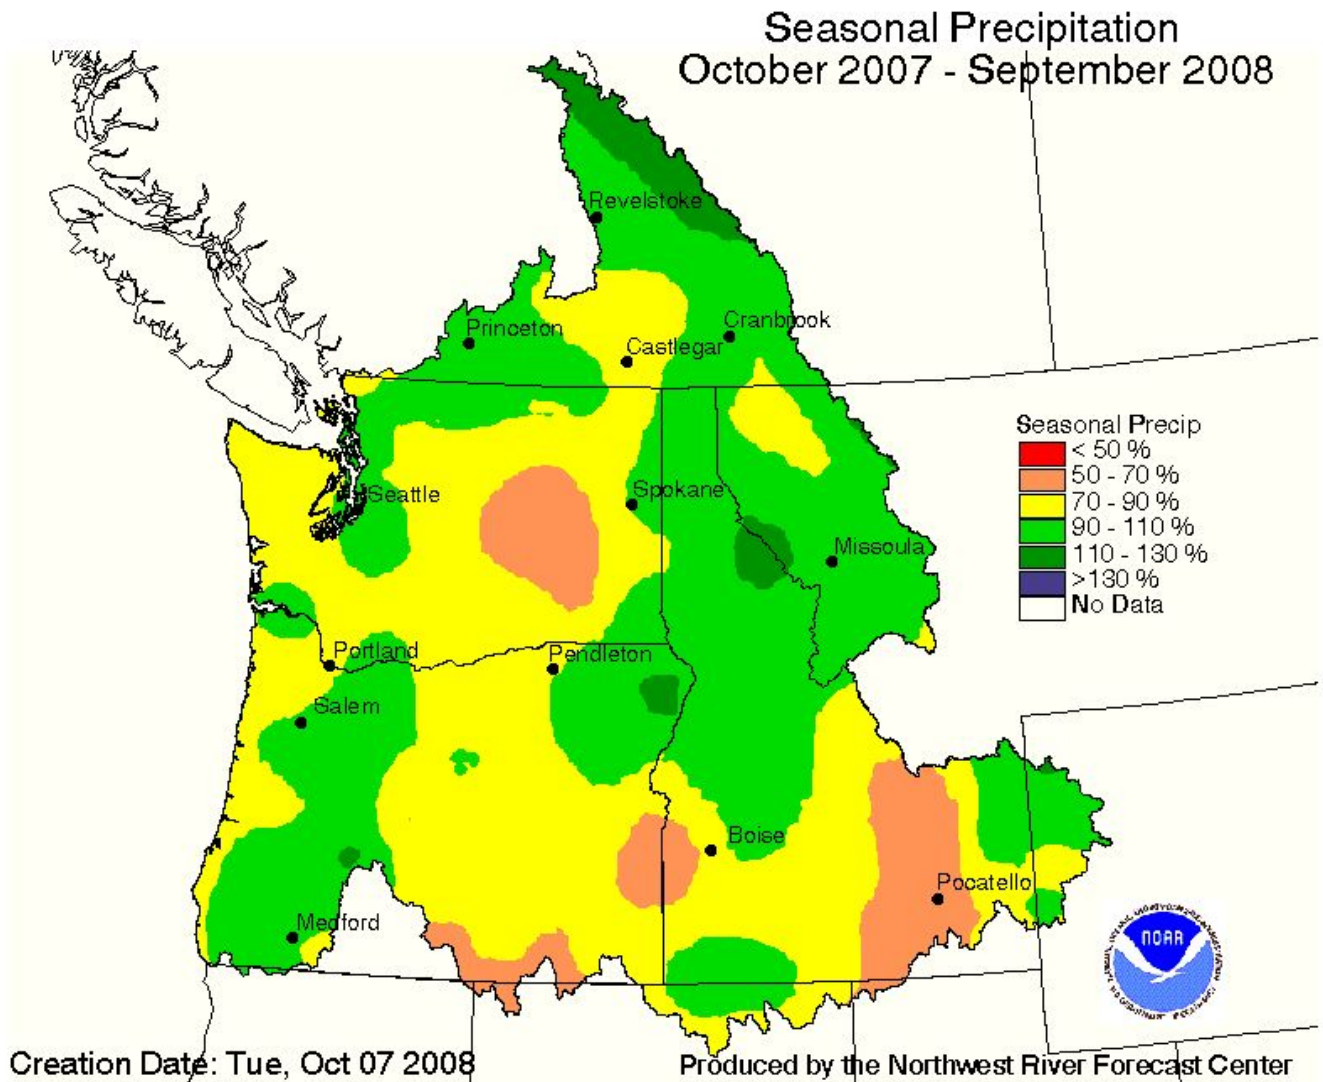 Seasonal Precipitation
October 2007 - September 2008
Revelstoke
Princeton
Cranbrook
Castlegar
Seasonal Precip
< 50 %
50 - 70 %
70 - 90 %
90 - 110 %
110 - 130 %
>130 %
No Data
Seattle
Spokane
Missoula
Portland
Pendleton
Salem
Boise
Pocatello
Medford
NOAA
Creation Date: Tue, Oct 07 2008
Produced by the Northwest River Forecast Center